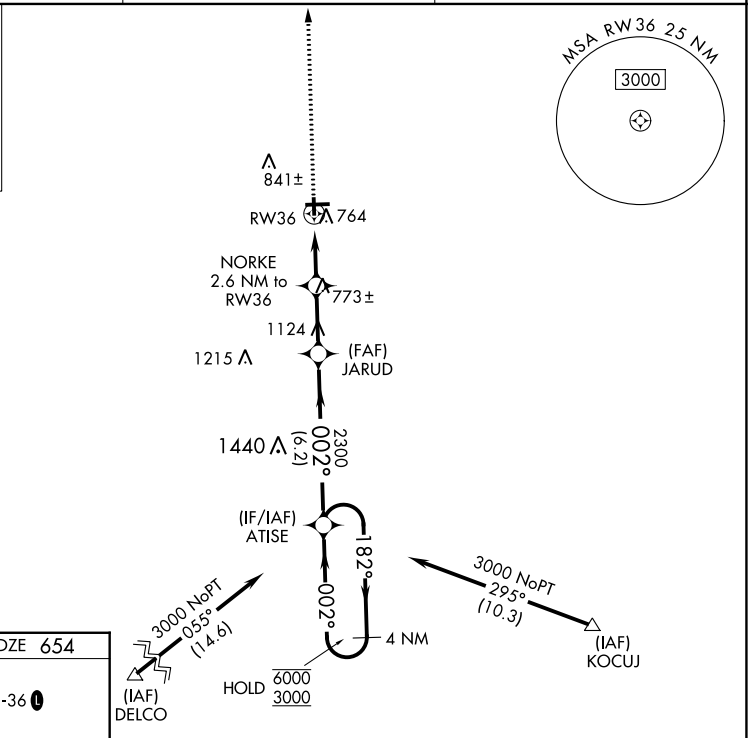 MSA RW36 25 NM
3000
841±
RW36
764
NORKE
2.6 NM to
RW36
773±
1124
1215
(FAF)
JARUD
1440
2300
002°
(6.2)
(IF/IAF)
ATISE
182°
002°
4 NM
HOLD
6000
3000
3000 NoPT
055°
(14.6)
(IAF)
DELCO
3000 NoPT
295°
(10.3)
(IAF)
KOCUJ
654
-36 L